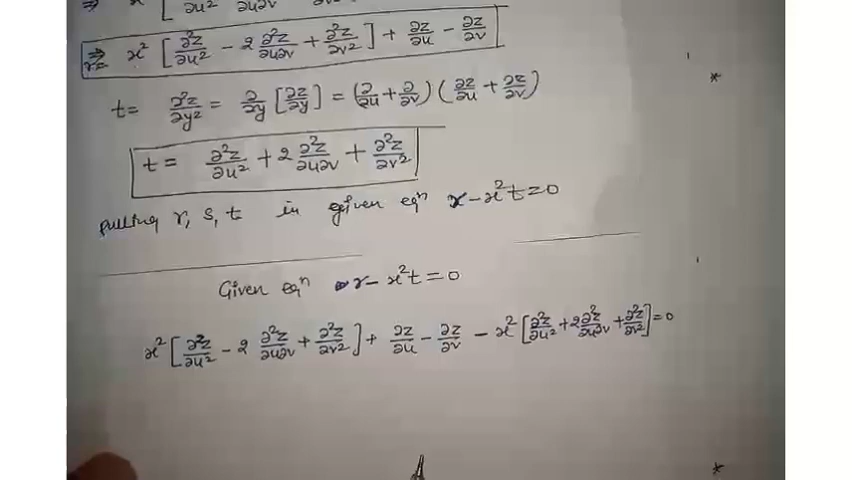 ⇒ x² [ ∂u² ∂u∂v
⇒ r= x² [∂²z/∂u² - 2 ∂²z/∂u∂v + ∂²z/∂v²] + ∂z/∂u - ∂z/∂v
*
t= ∂²z/∂y² = ∂/∂y [∂z/∂y] = (∂/∂u + ∂/∂v) (∂z/∂u + ∂z/∂v)
t= ∂²z/∂u² + 2 ∂²z/∂u∂v + ∂²z/∂v²
putting r, s, t in given eqⁿ r - x²t=0
Given eqⁿ r - x²t=0
x² [∂²z/∂u² - 2 ∂²z/∂u∂v + ∂²z/∂v²] + ∂z/∂u - ∂z/∂v - x² [∂²z/∂u² + 2∂²z/∂u∂v + ∂²z/∂v²]=0
*